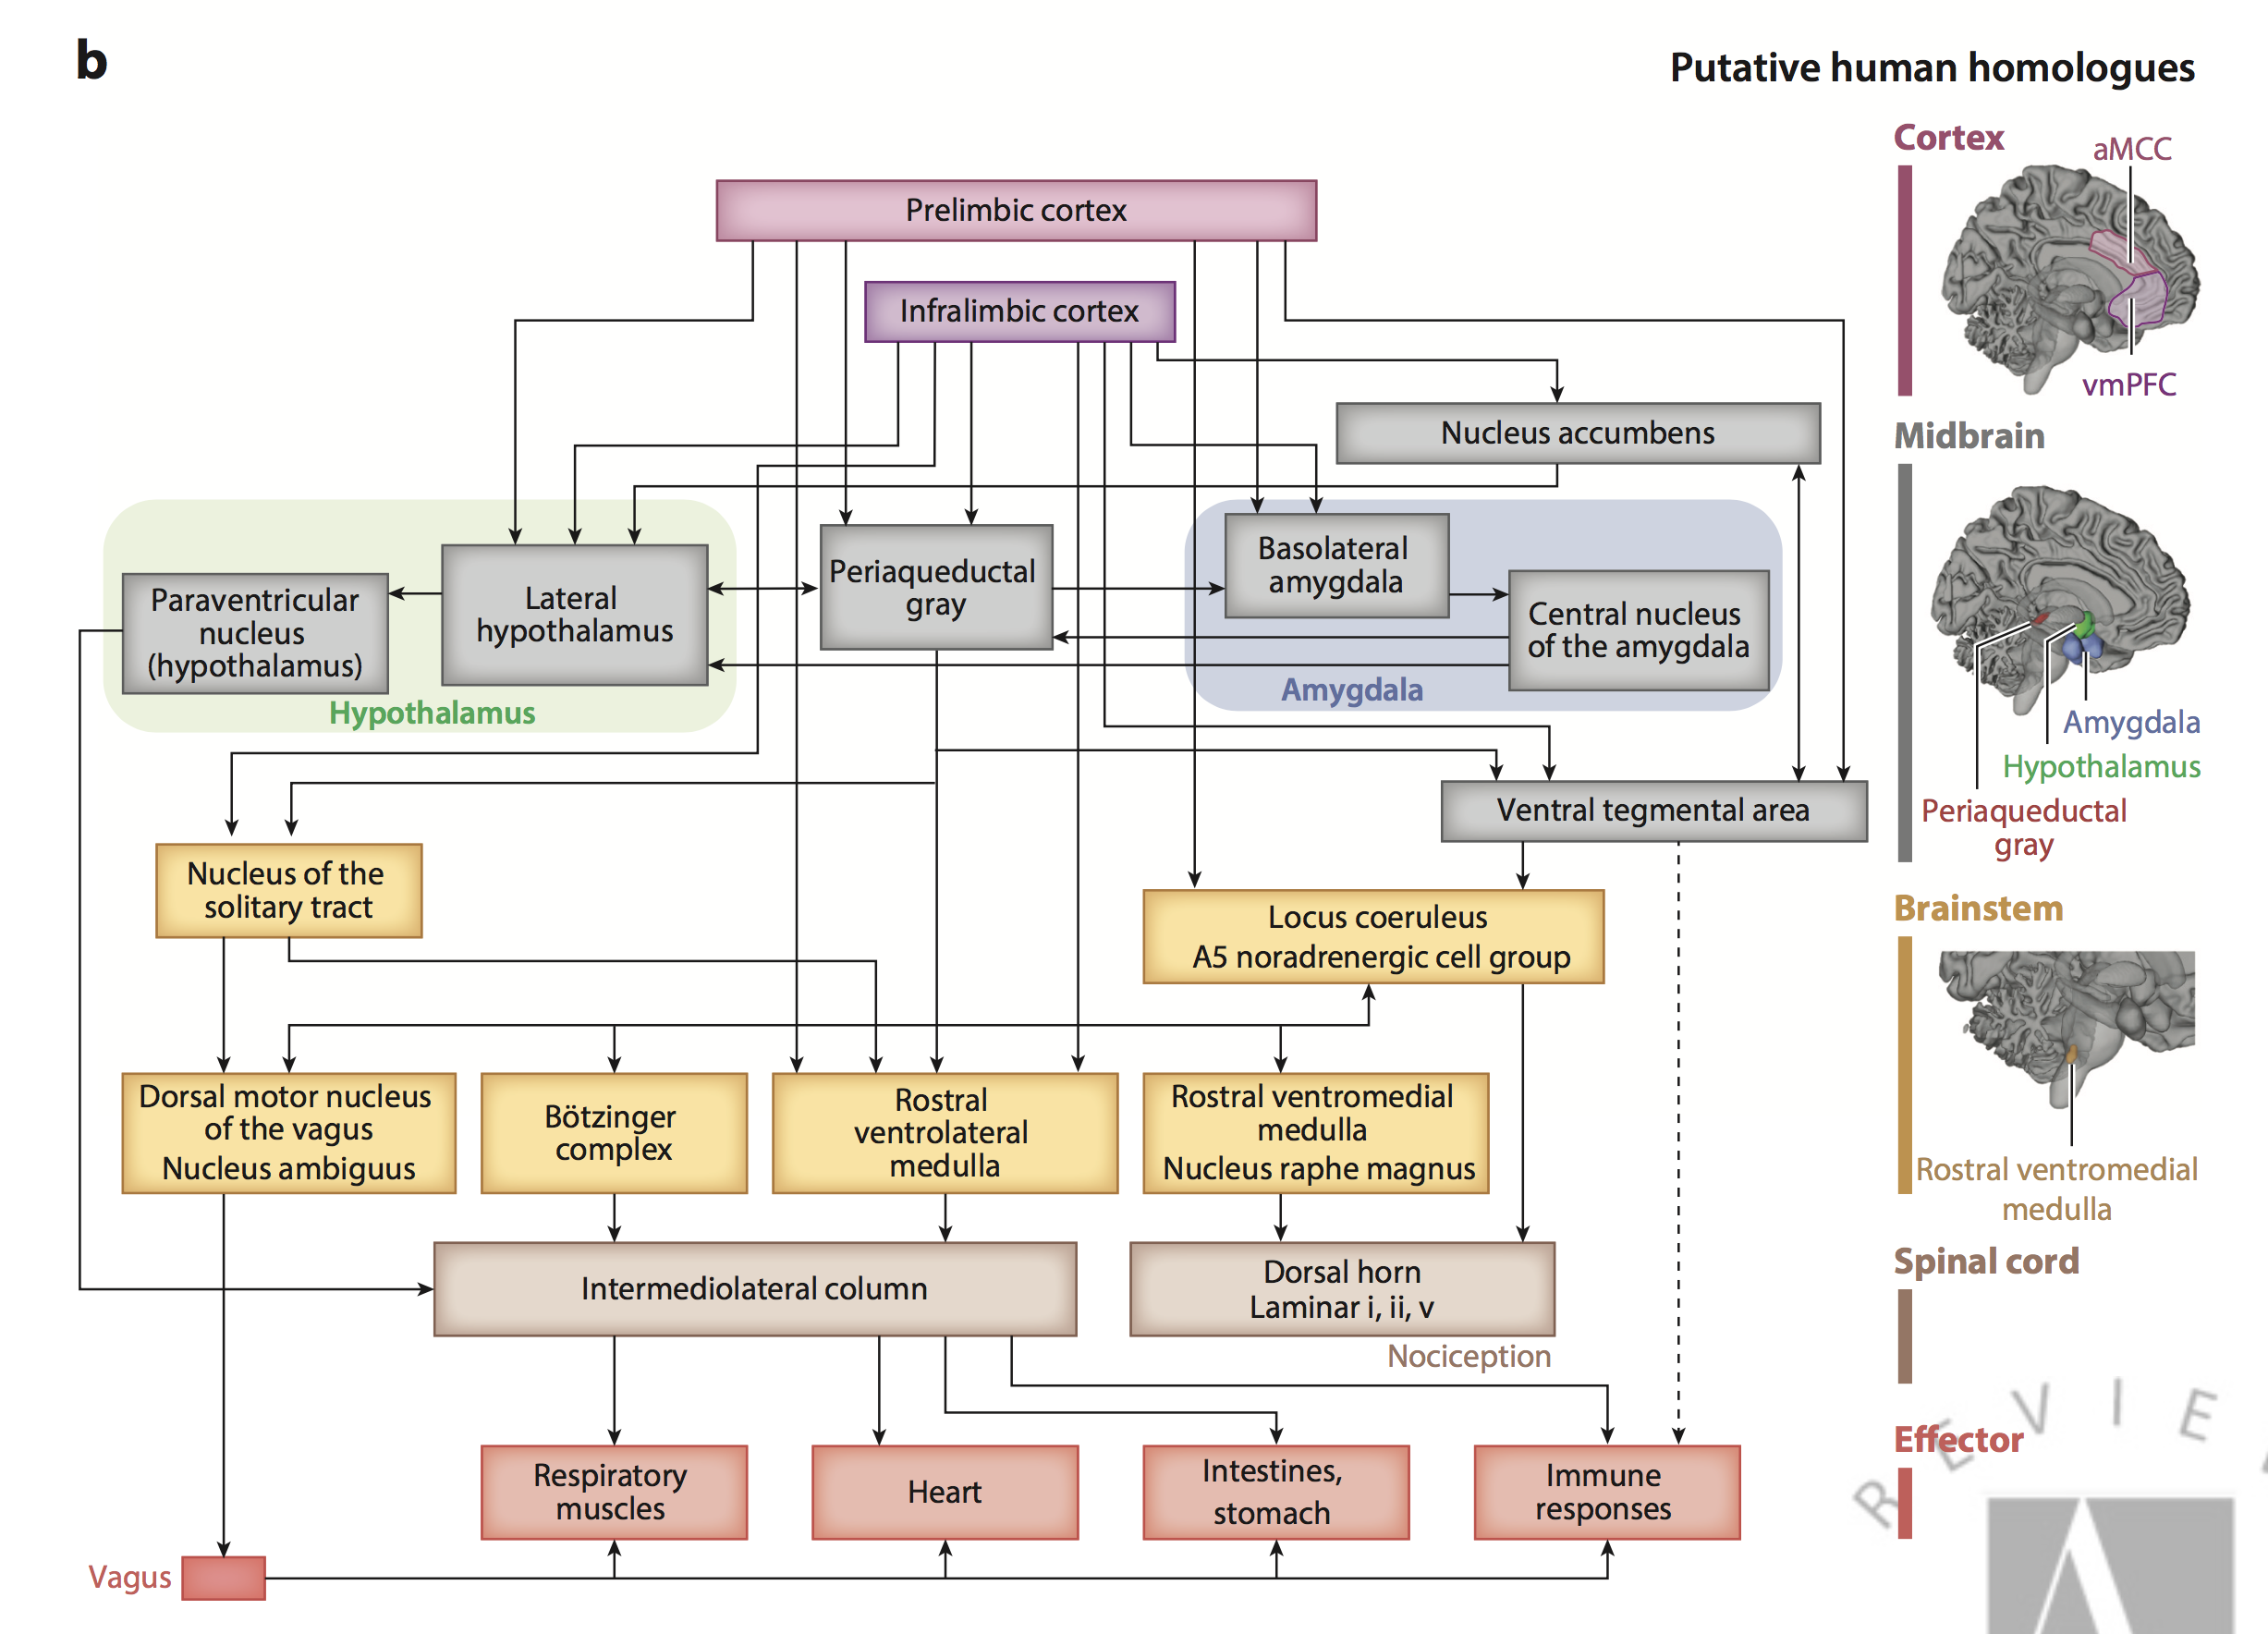 b
Putative human homologues
Cortex
aMCC
Prelimbic cortex
Infralimbic cortex
vmPFC
Nucleus accumbens
Midbrain
Basolateral
amygdala
Periaqueductal
gray
Paraventricular
nucleus
(hypothalamus)
Lateral
hypothalamus
Central nucleus
of the amygdala
Hypothalamus
Amygdala
Amygdala
Hypothalamus
Periaqueductal
gray
Ventral tegmental area
Nucleus of the
solitary tract
Brainstem
Locus coeruleus
A5 noradrenergic cell group
Dorsal motor nucleus
of the vagus
Nucleus ambiguus
Bötzinger
complex
Rostral
ventrolateral
medulla
Rostral ventromedial
medulla
Nucleus raphe magnus
Rostral ventromedial
medulla
Spinal cord
Intermediolateral column
Dorsal horn
Laminar i, ii, v
Nociception
Effector
Respiratory
muscles
Heart
Intestines,
stomach
Immune
responses
Vagus
R E V I E